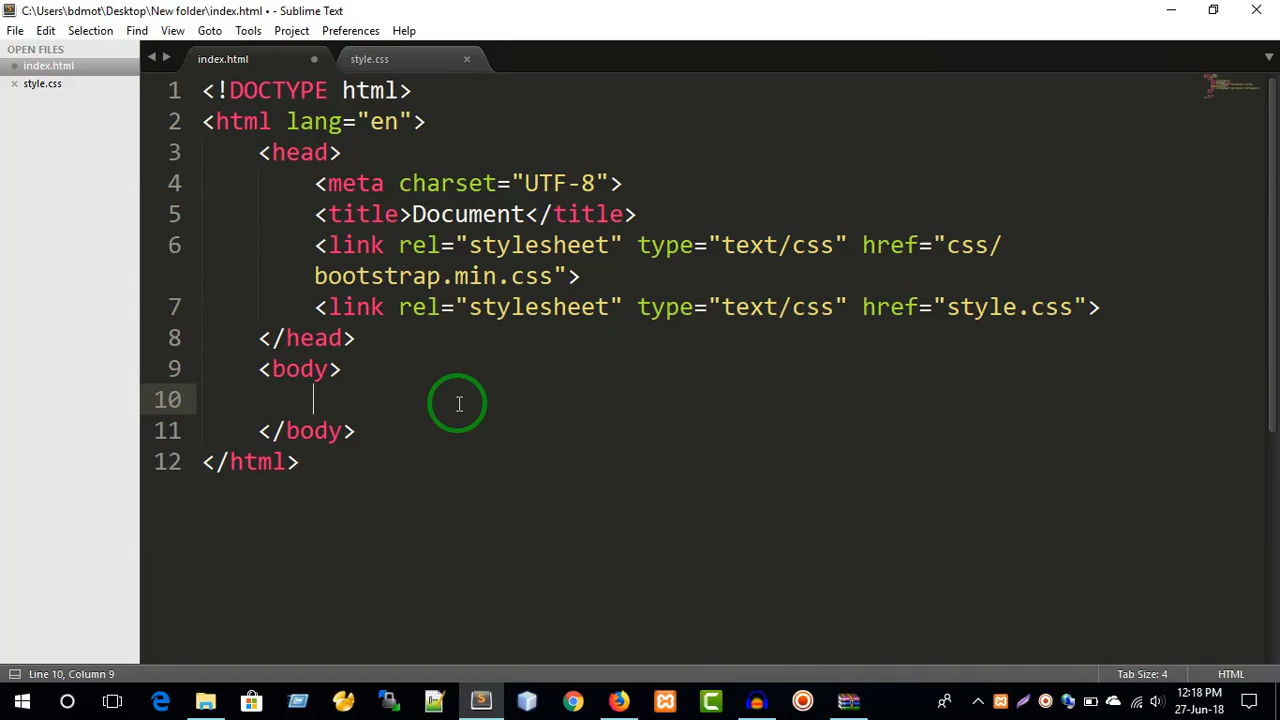 C:\Users\bdmot\Desktop\New folder\index.html • - Sublime Text
File Edit Selection Find View Goto Tools Project Preferences Help
OPEN FILES
index.html
style.css
index.html style.css
1 <!DOCTYPE html>
2 <html lang="en">
3 <head>
4 <meta charset="UTF-8">
5 <title>Document</title>
6 <link rel="stylesheet" type="text/css" href="css/
bootstrap.min.css">
7 <link rel="stylesheet" type="text/css" href="style.css">
8 </head>
9 <body>
10
11 </body>
12 </html>
Line 10, Column 9 Tab Size: 4 HTML
12:18 PM
27-Jun-18